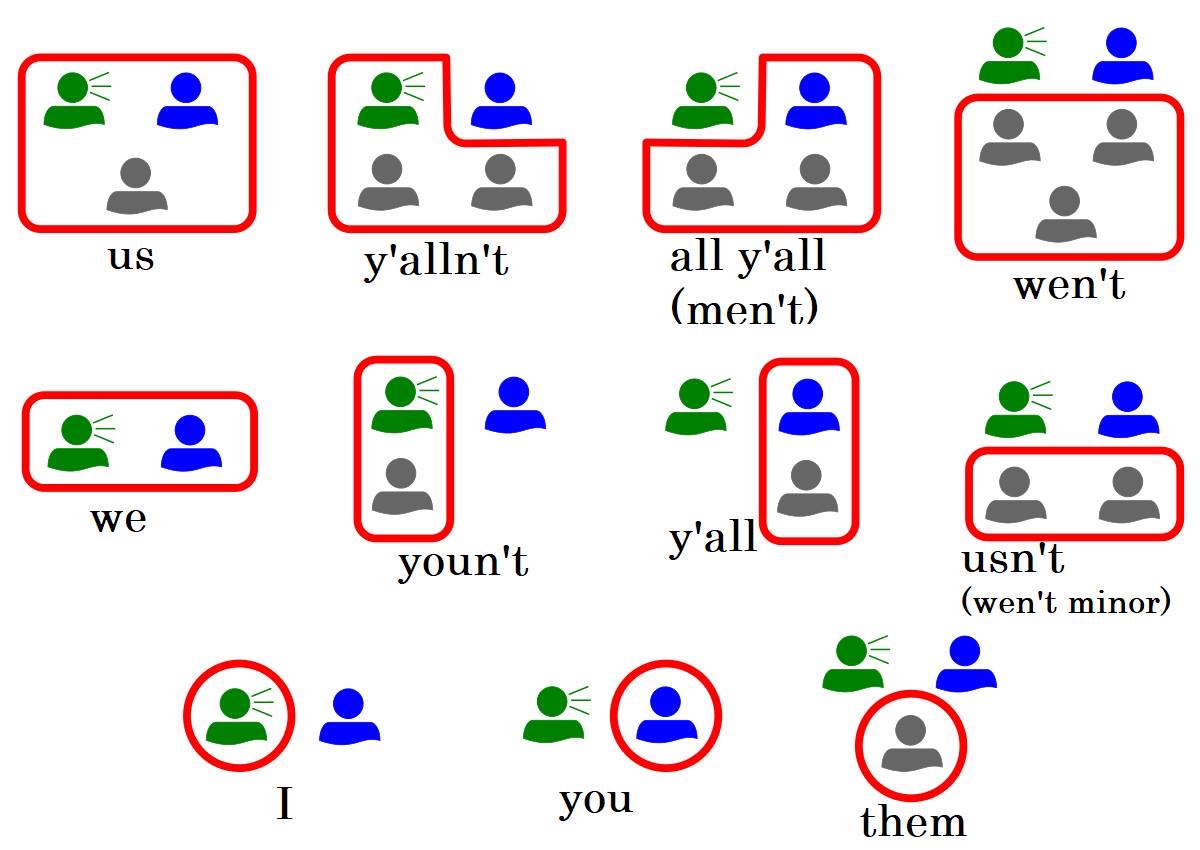 us
y'alln't
all y'all
(men't)
wen't
we
youn't
y'all
usn't
(wen't minor)
I
you
them